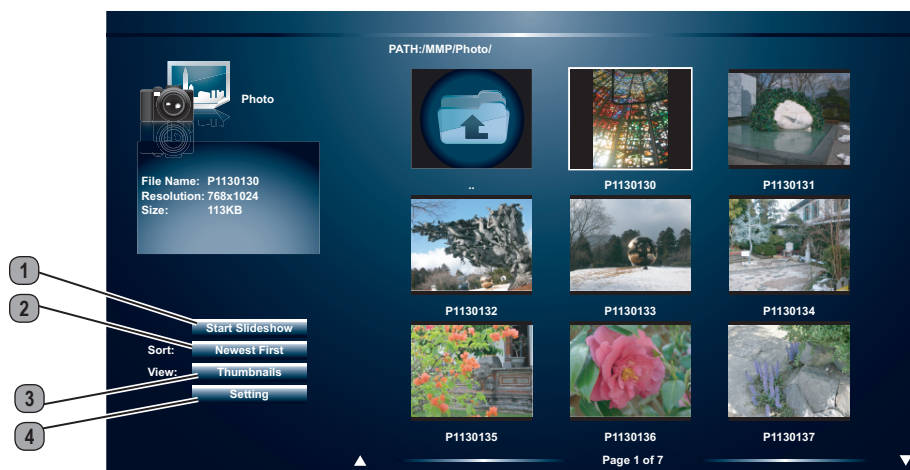 PATH:/MMP/Photo/
Photo
File Name: P1130130
Resolution: 768x1024
Size: 113KB
..
P1130130
P1130131
P1130132
P1130133
P1130134
1
Start Slideshow
2
Sort: Newest First
View: Thumbnails
3
Setting
4
P1130135
P1130136
P1130137
Page 1 of 7